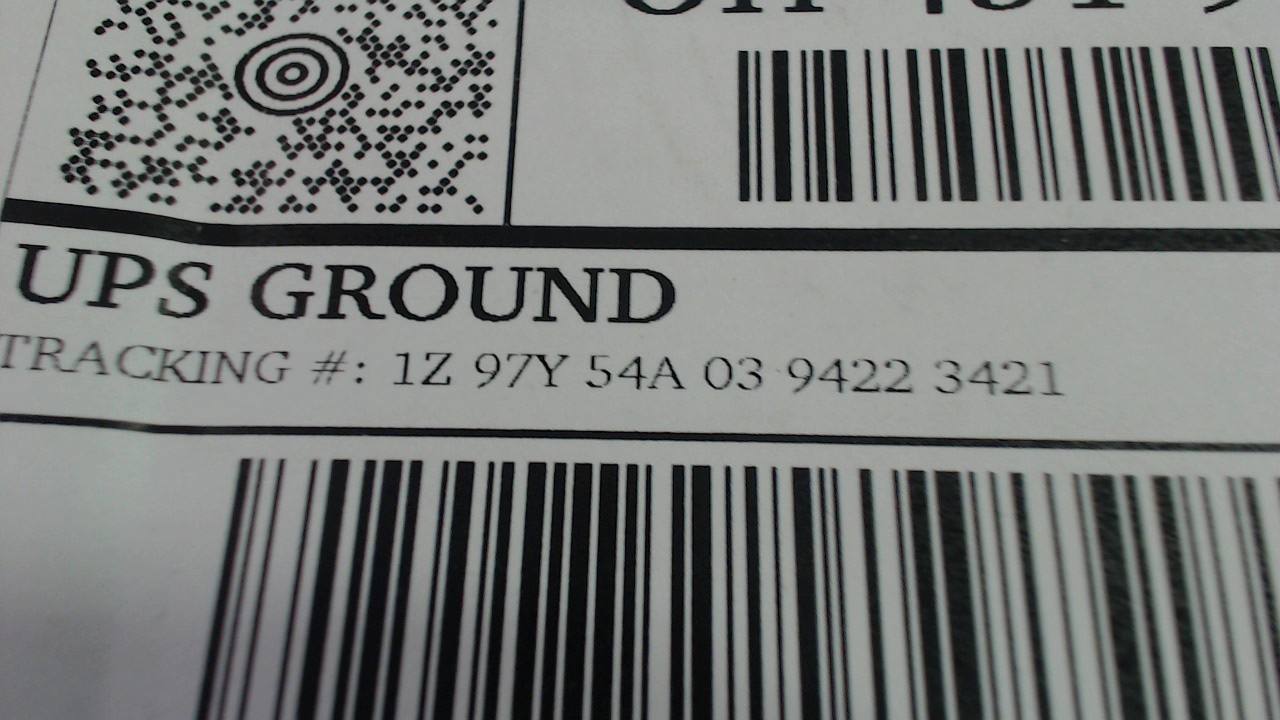 UPS GROUND
TRACKING #: 1Z 97Y 54A 03 9422 3421